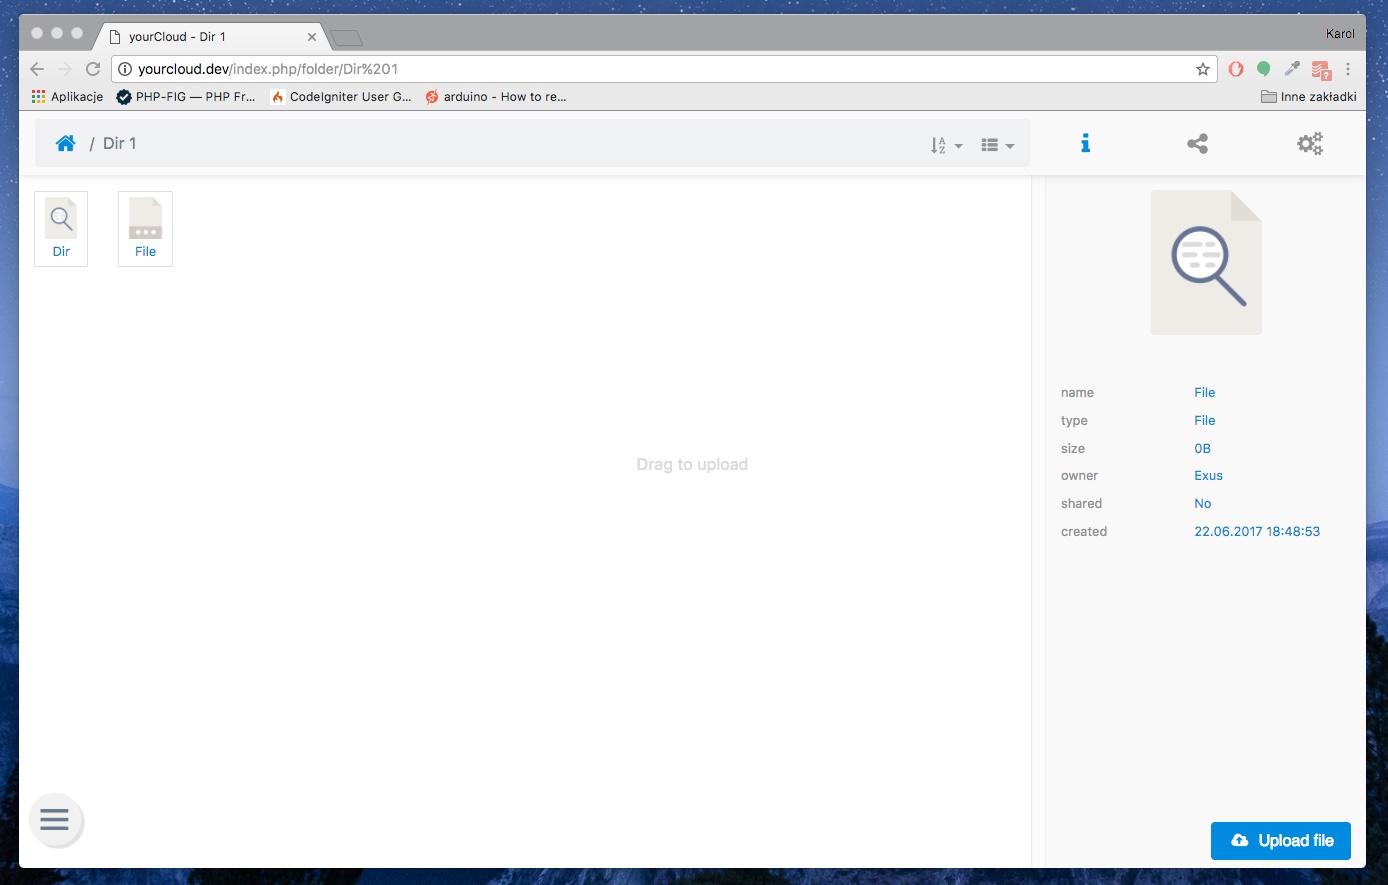 yourCloud - Dir 1
Karol
yourcloud.dev/index.php/folder/Dir%201
Aplikacje
PHP-FIG — PHP Fr...
CodeIgniter User G...
arduino - How to re...
Inne zakładki
/ Dir 1
Dir
File
Drag to upload
name File
type File
size 0B
owner Exus
shared No
created 22.06.2017 18:48:53
Upload file